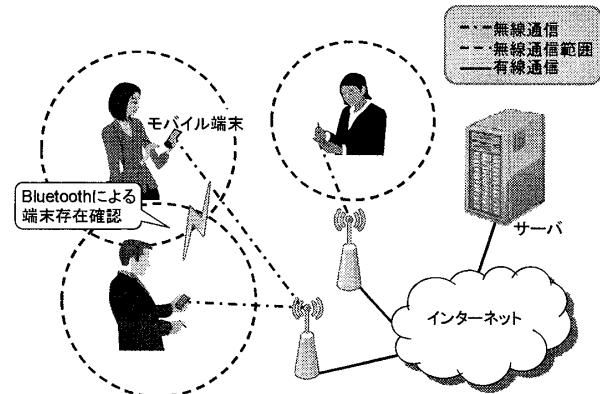 無線通信
無線通信範囲
有線通信
モバイル端末
Bluetoothによる
端末存在確認
サーバ
インターネット